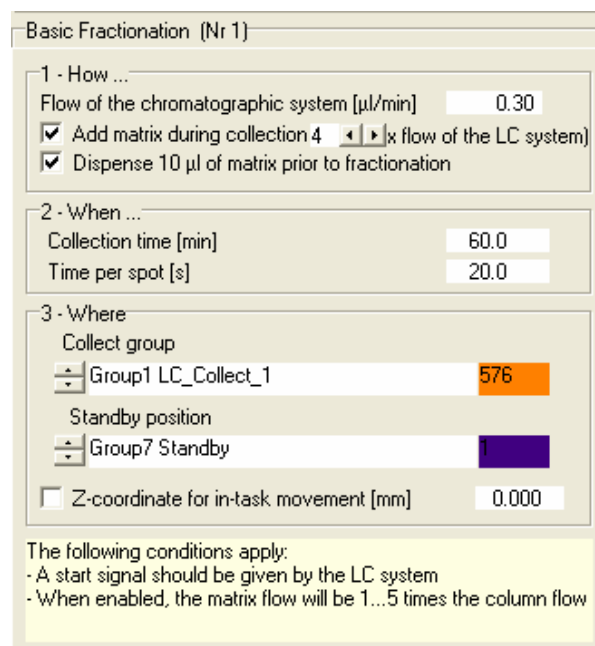 Basic Fractionation (Nr 1)
1 - How ...
Flow of the chromatographic system [µl/min] 0.30
Add matrix during collection 4 x flow of the LC system)
Dispense 10 µl of matrix prior to fractionation
2 - When ...
Collection time [min] 60.0
Time per spot [s] 20.0
3 - Where
Collect group
Group1 LC_Collect_1 576
Standby position
Group7 Standby 1
Z-coordinate for in-task movement [mm] 0.000
The following conditions apply:
- A start signal should be given by the LC system
- When enabled, the matrix flow will be 1...5 times the column flow